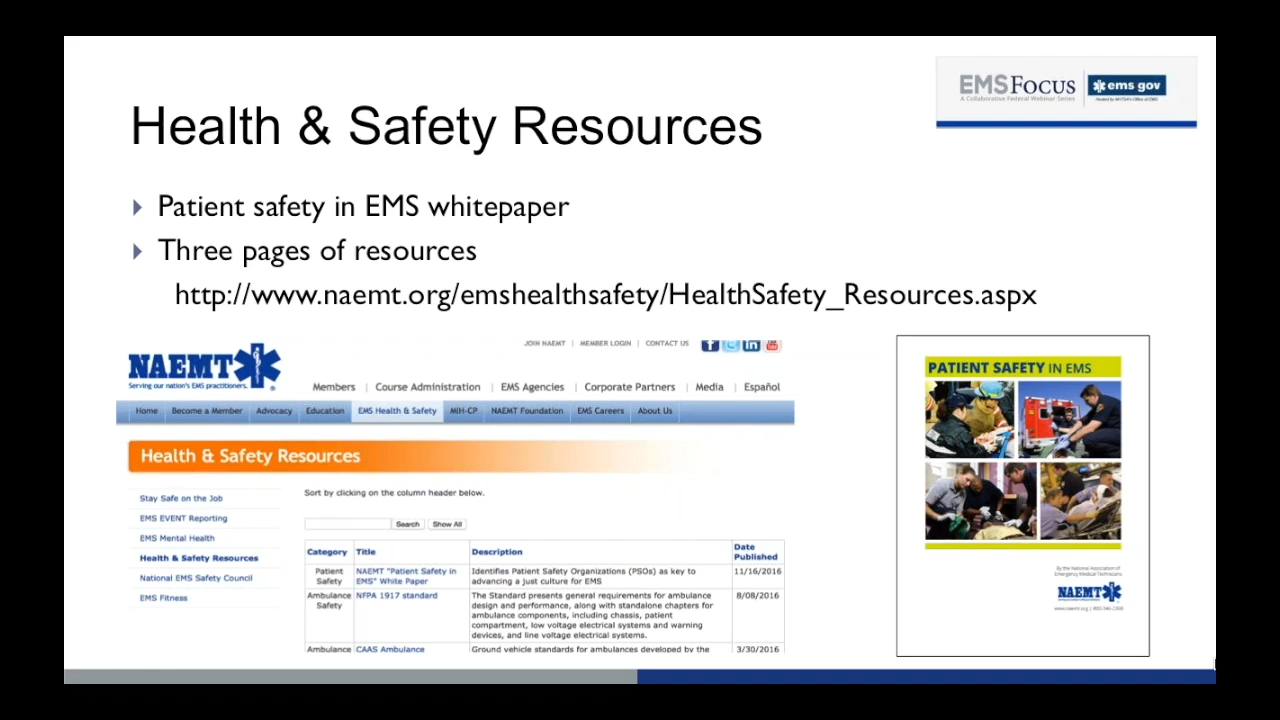 EMSFOCUS
A Collaborative Federal Webinar Series
ems gov
Hosted by NHTSA's Office of EMS
Health & Safety Resources
Patient safety in EMS whitepaper
Three pages of resources
http://www.naemt.org/emshealthsafety/HealthSafety_Resources.aspx
JOIN NAEMT | MEMBER LOGIN | CONTACT US
NAEMT
Serving our nation's EMS practitioners.
Members | Course Administration | EMS Agencies | Corporate Partners | Media | Español
Home Become a Member Advocacy Education EMS Health & Safety MIH-CP NAEMT Foundation EMS Careers About Us
Health & Safety Resources
Stay Safe on the Job
EMS EVENT Reporting
EMS Mental Health
Health & Safety Resources
National EMS Safety Council
EMS Fitness
Sort by clicking on the column header below.
Search Show All
Category Title Description Date Published
Patient Safety NAEMT "Patient Safety in EMS" White Paper Identifies Patient Safety Organizations (PSOs) as key to advancing a just culture for EMS 11/16/2016
Ambulance Safety NFPA 1917 standard The Standard presents general requirements for ambulance design and performance, along with standalone chapters for ambulance components, including chassis, patient compartment, low voltage electrical systems and warning devices, and line voltage electrical systems. 8/08/2016
Ambulance CAAS Ambulance Ground vehicle standards for ambulances developed by the 3/30/2016
PATIENT SAFETY IN EMS
By the National Association of
Emergency Medical Technicians
NAEMT